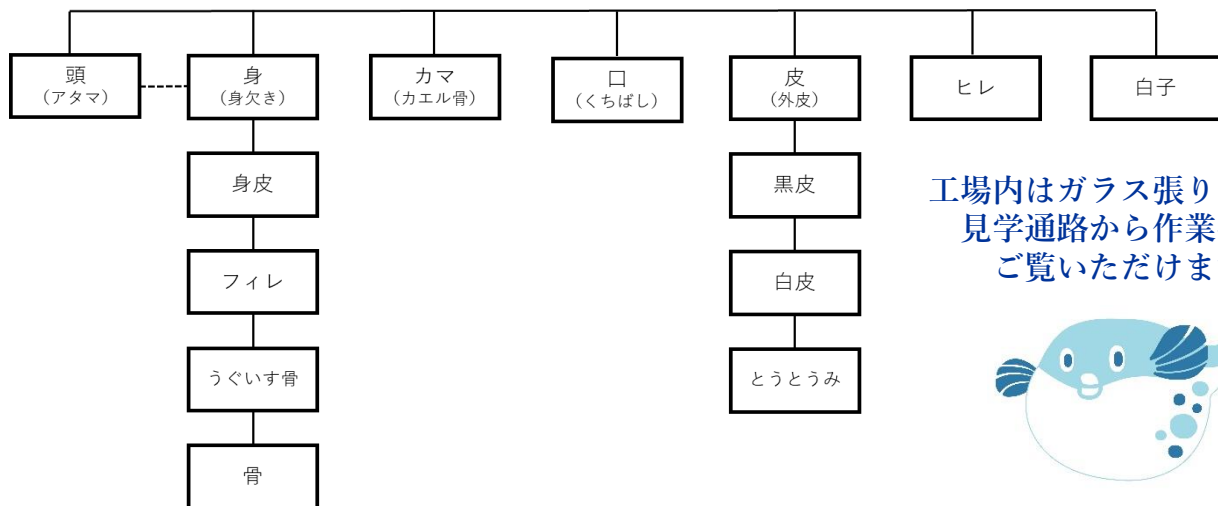 頭
(アタマ)
身
(身欠き)
カマ
(カエル骨)
口
(くちばし)
皮
(外皮)
ヒレ
白子
身皮
黒皮
フィレ
白皮
うぐいす骨
とうとうみ
骨
工場内はガラス張り
見学通路から作業
ご覧いただけま